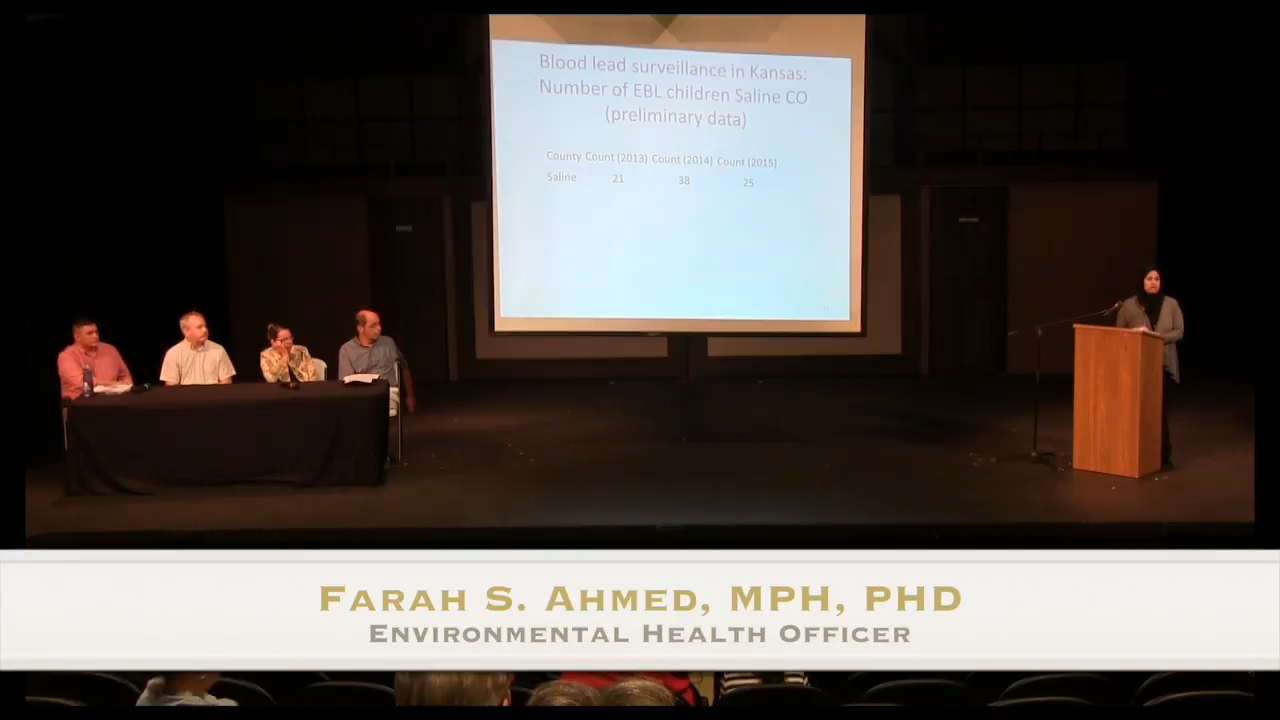 Blood lead surveillance in Kansas:
Number of EBL children Saline CO
(preliminary data)
County Count (2013) Count (2014) Count (2015)
Saline 21 38 25
FARAH S. AHMED, MPH, PHD
ENVIRONMENTAL HEALTH OFFICER